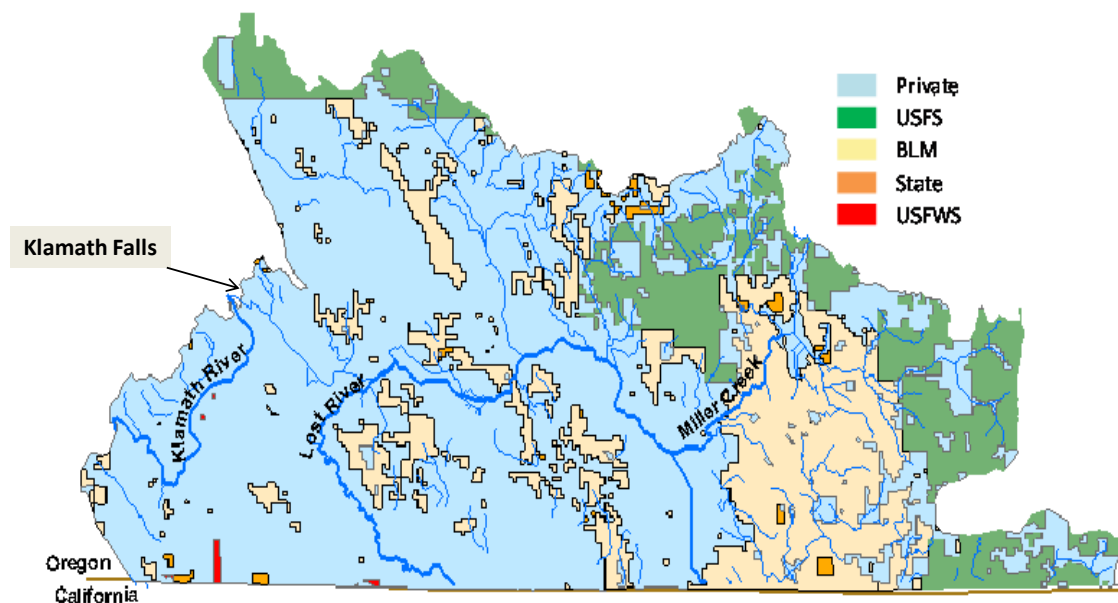 Private
USFS
BLM
State
USFWS
Klamath Falls
Klamath River
Lost River
Miller Creek
Oregon
California